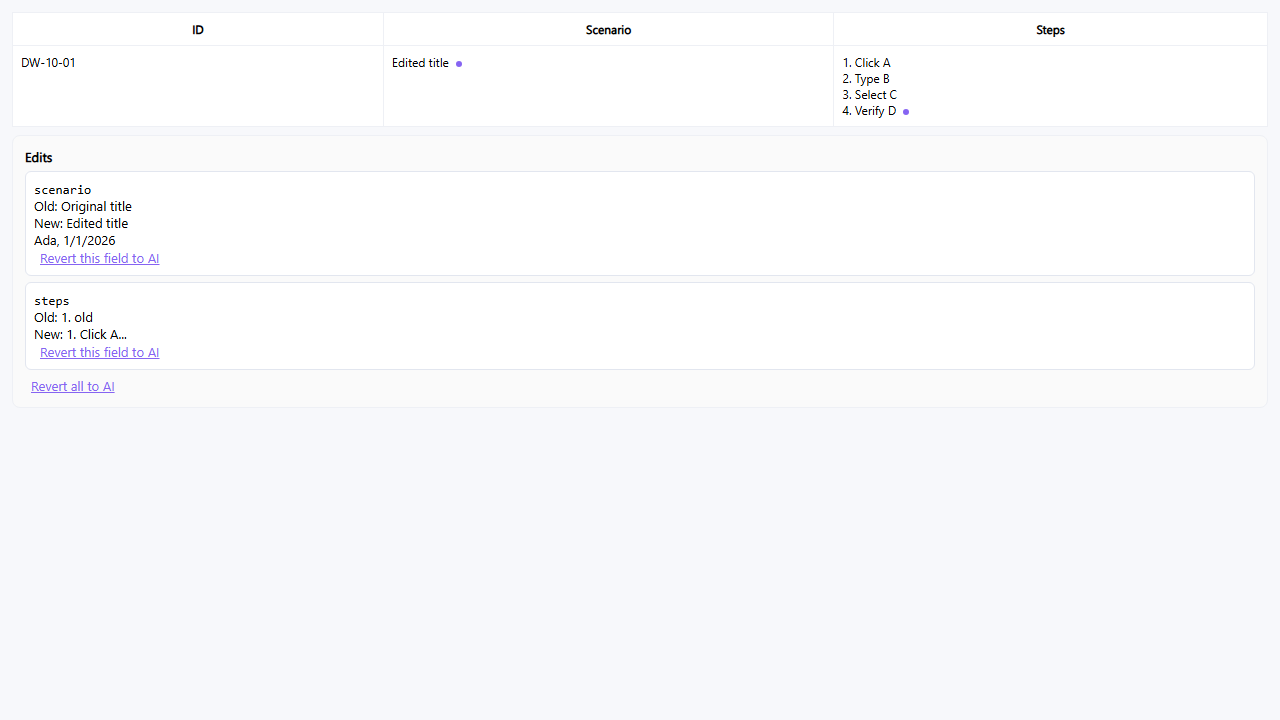 ID Scenario Steps
DW-10-01 Edited title 1. Click A
2. Type B
3. Select C
4. Verify D
Edits
scenario
Old: Original title
New: Edited title
Ada, 1/1/2026
Revert this field to AI
steps
Old: 1. old
New: 1. Click A...
Revert this field to AI
Revert all to AI